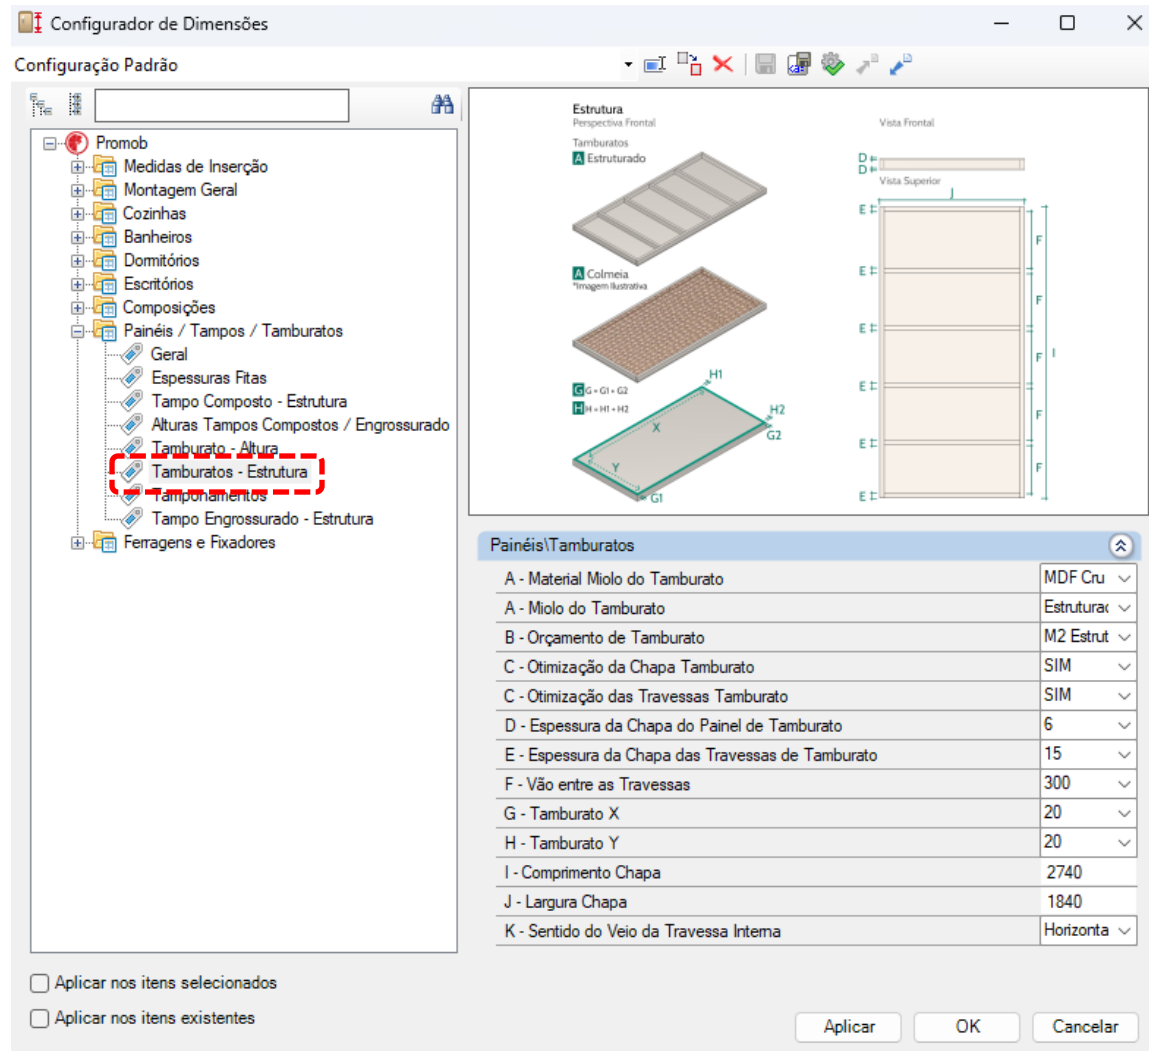 Configurador de Dimensões
Configuração Padrão
Promob
Medidas de Inserção
Montagem Geral
Cozinhas
Banheiros
Dormitórios
Escritórios
Composições
Painéis / Tampos / Tamburatos
Geral
Espessuras Fitas
Tampo Composto - Estrutura
Alturas Tampos Compostos / Engrossurado
Tamburato - Altura
Tamburatos - Estrutura
Tamponamentos
Tampo Engrossurado - Estrutura
Ferragens e Fixadores
Estrutura
Perspectiva Frontal
Tamburatos
A Estruturado
A Colmeia
*Imagem Ilustrativa
G G = G1 + G2
H H = H1 + H2
H1
H2
G2
X
Y
G1
Vista Frontal
D
D
Vista Superior
J
E
F
E
F
E
F
I
E
F
E
F
E
Painéis\Tamburatos
A - Material Miolo do Tamburato MDF Cru
A - Miolo do Tamburato Estruturad
B - Orçamento de Tamburato M2 Estrut
C - Otimização da Chapa Tamburato SIM
C - Otimização das Travessas Tamburato SIM
D - Espessura da Chapa do Painel de Tamburato 6
E - Espessura da Chapa das Travessas de Tamburato 15
F - Vão entre as Travessas 300
G - Tamburato X 20
H - Tamburato Y 20
I - Comprimento Chapa 2740
J - Largura Chapa 1840
K - Sentido do Veio da Travessa Interna Horizonta
Aplicar nos itens selecionados
Aplicar nos itens existentes
Aplicar OK Cancelar